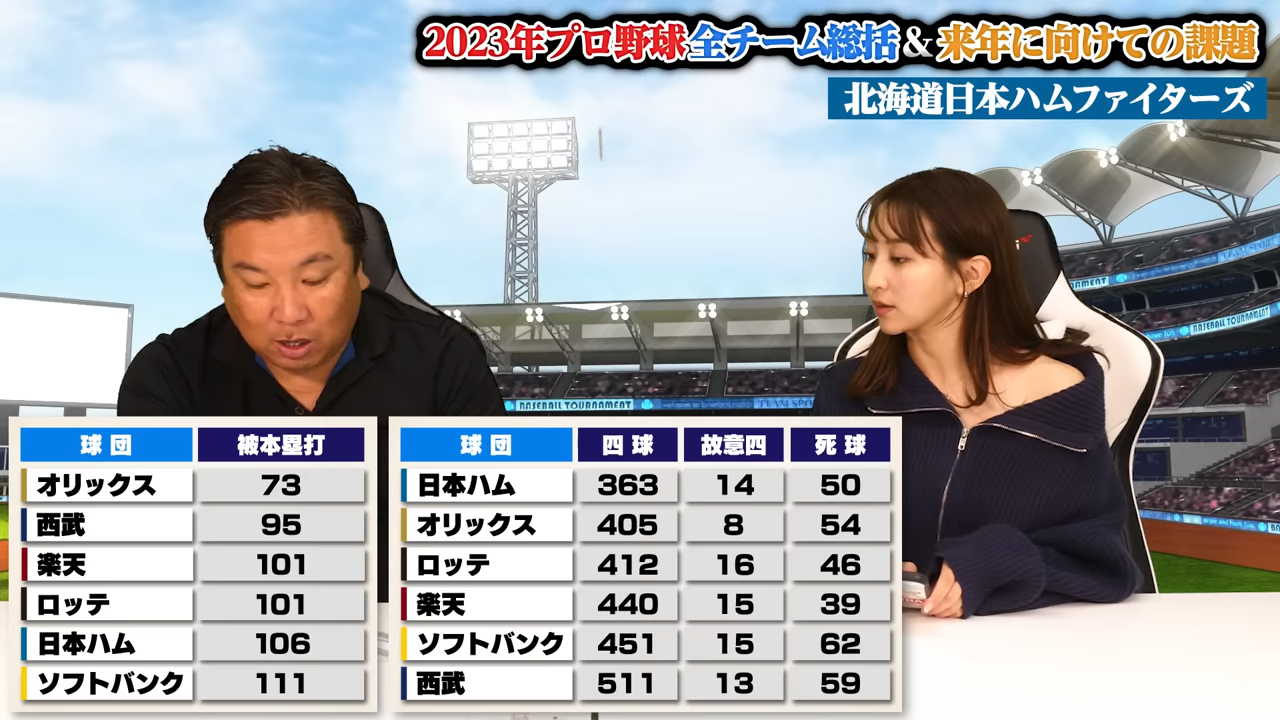 2023年プロ野球全チーム総括&来年に向けての課題
北海道日本ハムファイターズ
BASEBALL TOURNAMENT
TEAM SPO
BASEBALL TOURNAMENT
球団 被本塁打
オリックス 73
西武 95
楽天 101
ロッテ 101
日本ハム 106
ソフトバンク 111
球団 四球 故意四 死球
日本ハム 363 14 50
オリックス 405 8 54
ロッテ 412 16 46
楽天 440 15 39
ソフトバンク 451 15 62
西武 511 13 59